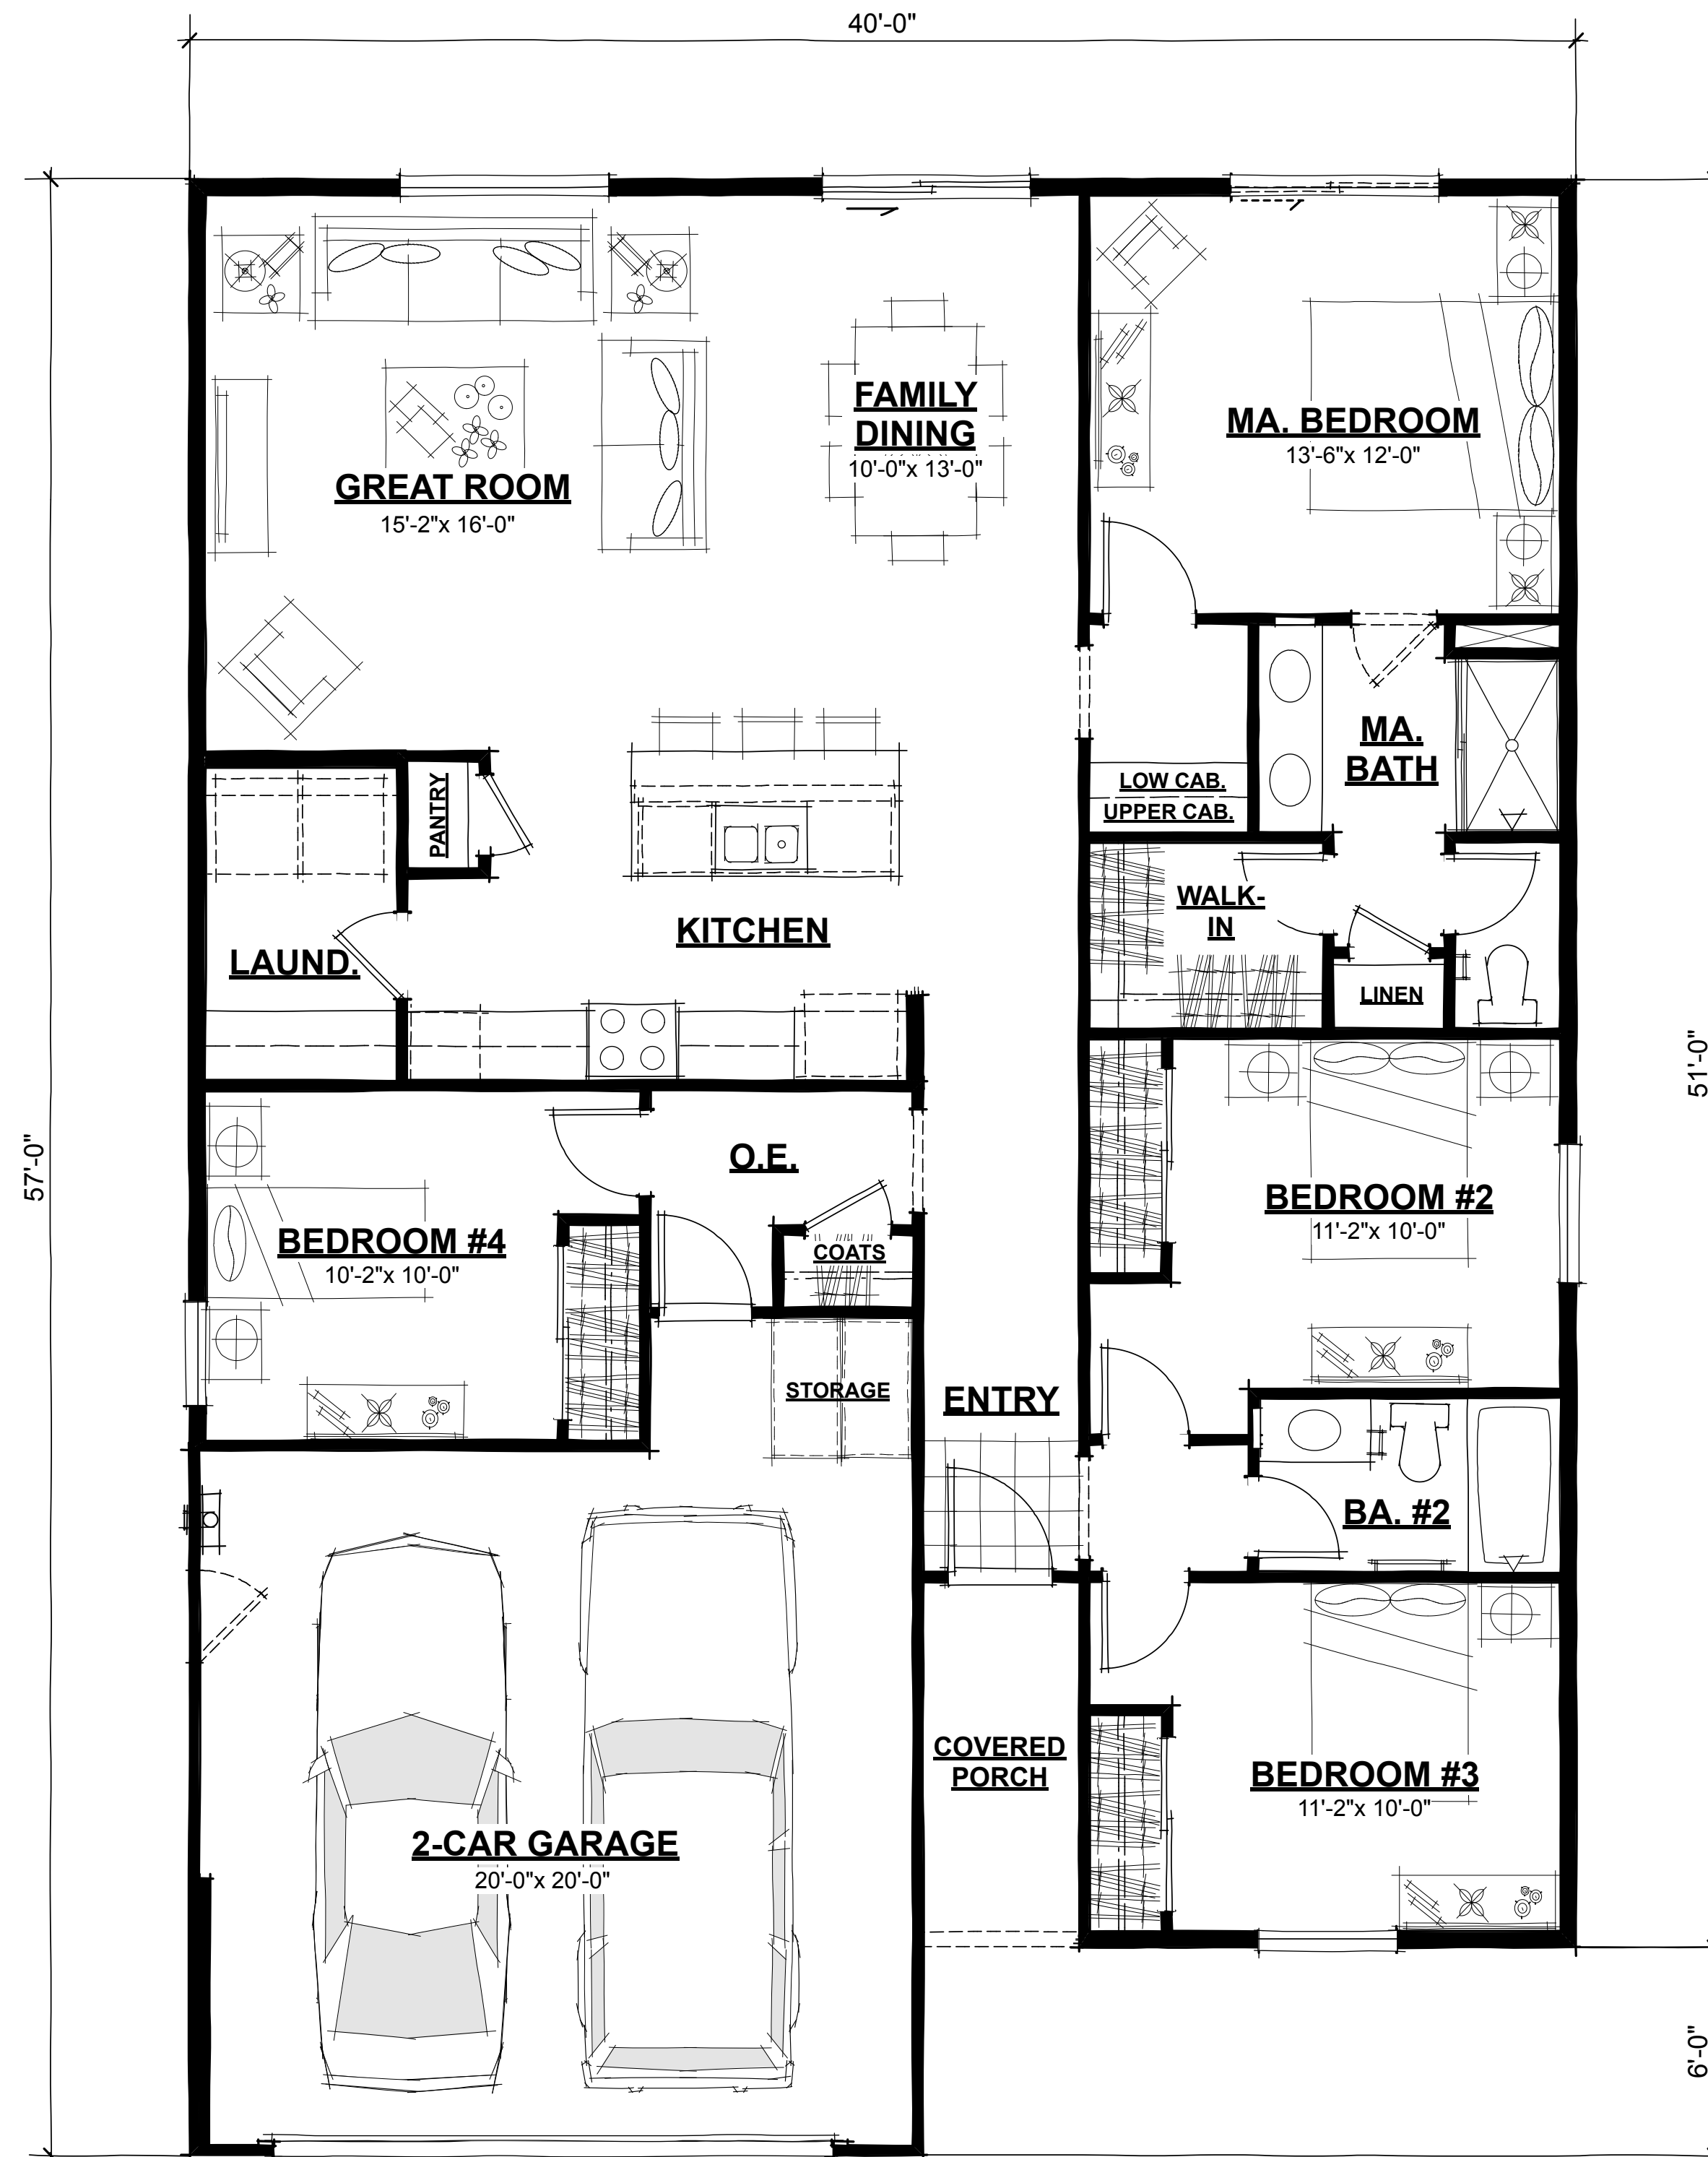 40'-0"
FAMILY
DINING
10'-0"x 13'-0"
MA. BEDROOM
13'-6"x 12'-0"
GREAT ROOM
15'-2"x 16'-0"
MA.
BATH
LOW CAB.
UPPER CAB.
PANTRY
WALK-
IN
KITCHEN
LAUND.
LINEN
51'-0"
57'-0"
O.E.
BEDROOM #2
11'-2"x 10'-0"
BEDROOM #4
10'-2"x 10'-0"
COATS
STORAGE
ENTRY
BA. #2
COVERED
PORCH
BEDROOM #3
11'-2"x 10'-0"
2-CAR GARAGE
20'-0"x 20'-0"
6'-0"